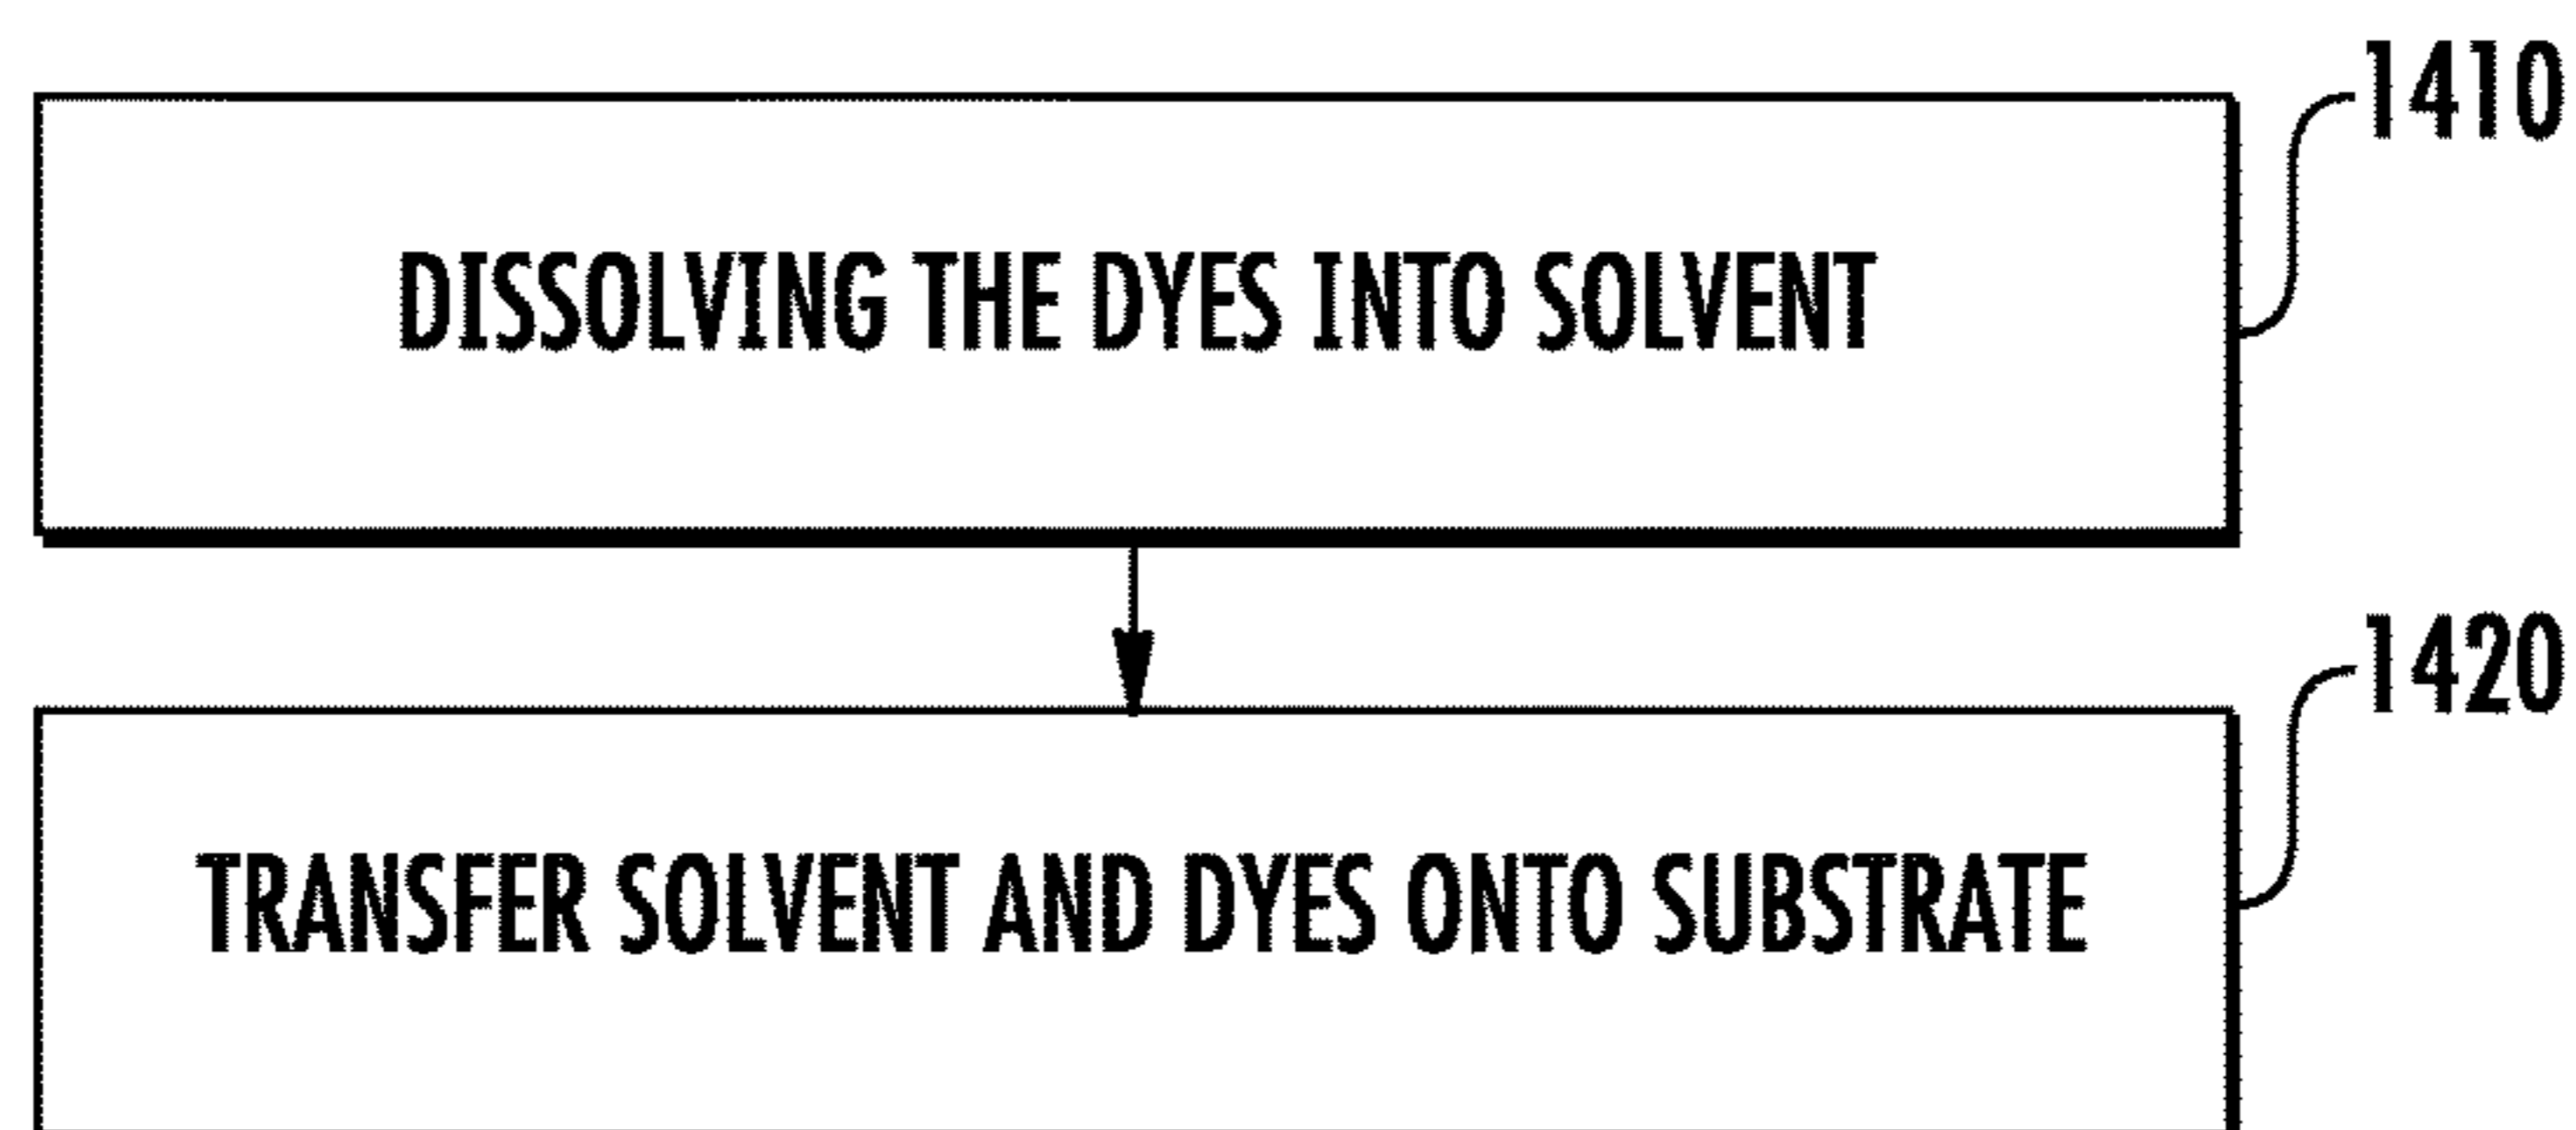 1410
DISSOLVING THE DYES INTO SOLVENT
1420
TRANSFER SOLVENT AND DYES ONTO SUBSTRATE